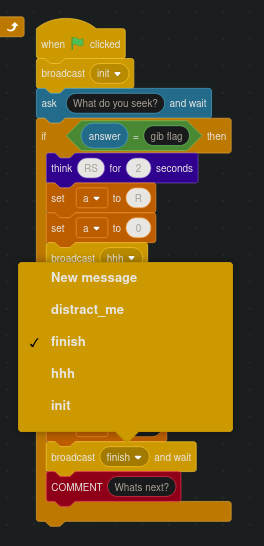 when clicked
broadcast init
ask What do you seek? and wait
if answer = gib flag then
think RS for 2 seconds
set a to R
set a to 0
broadcast hhh
New message
distract_me
✓ finish
hhh
init
broadcast finish and wait
COMMENT Whats next?